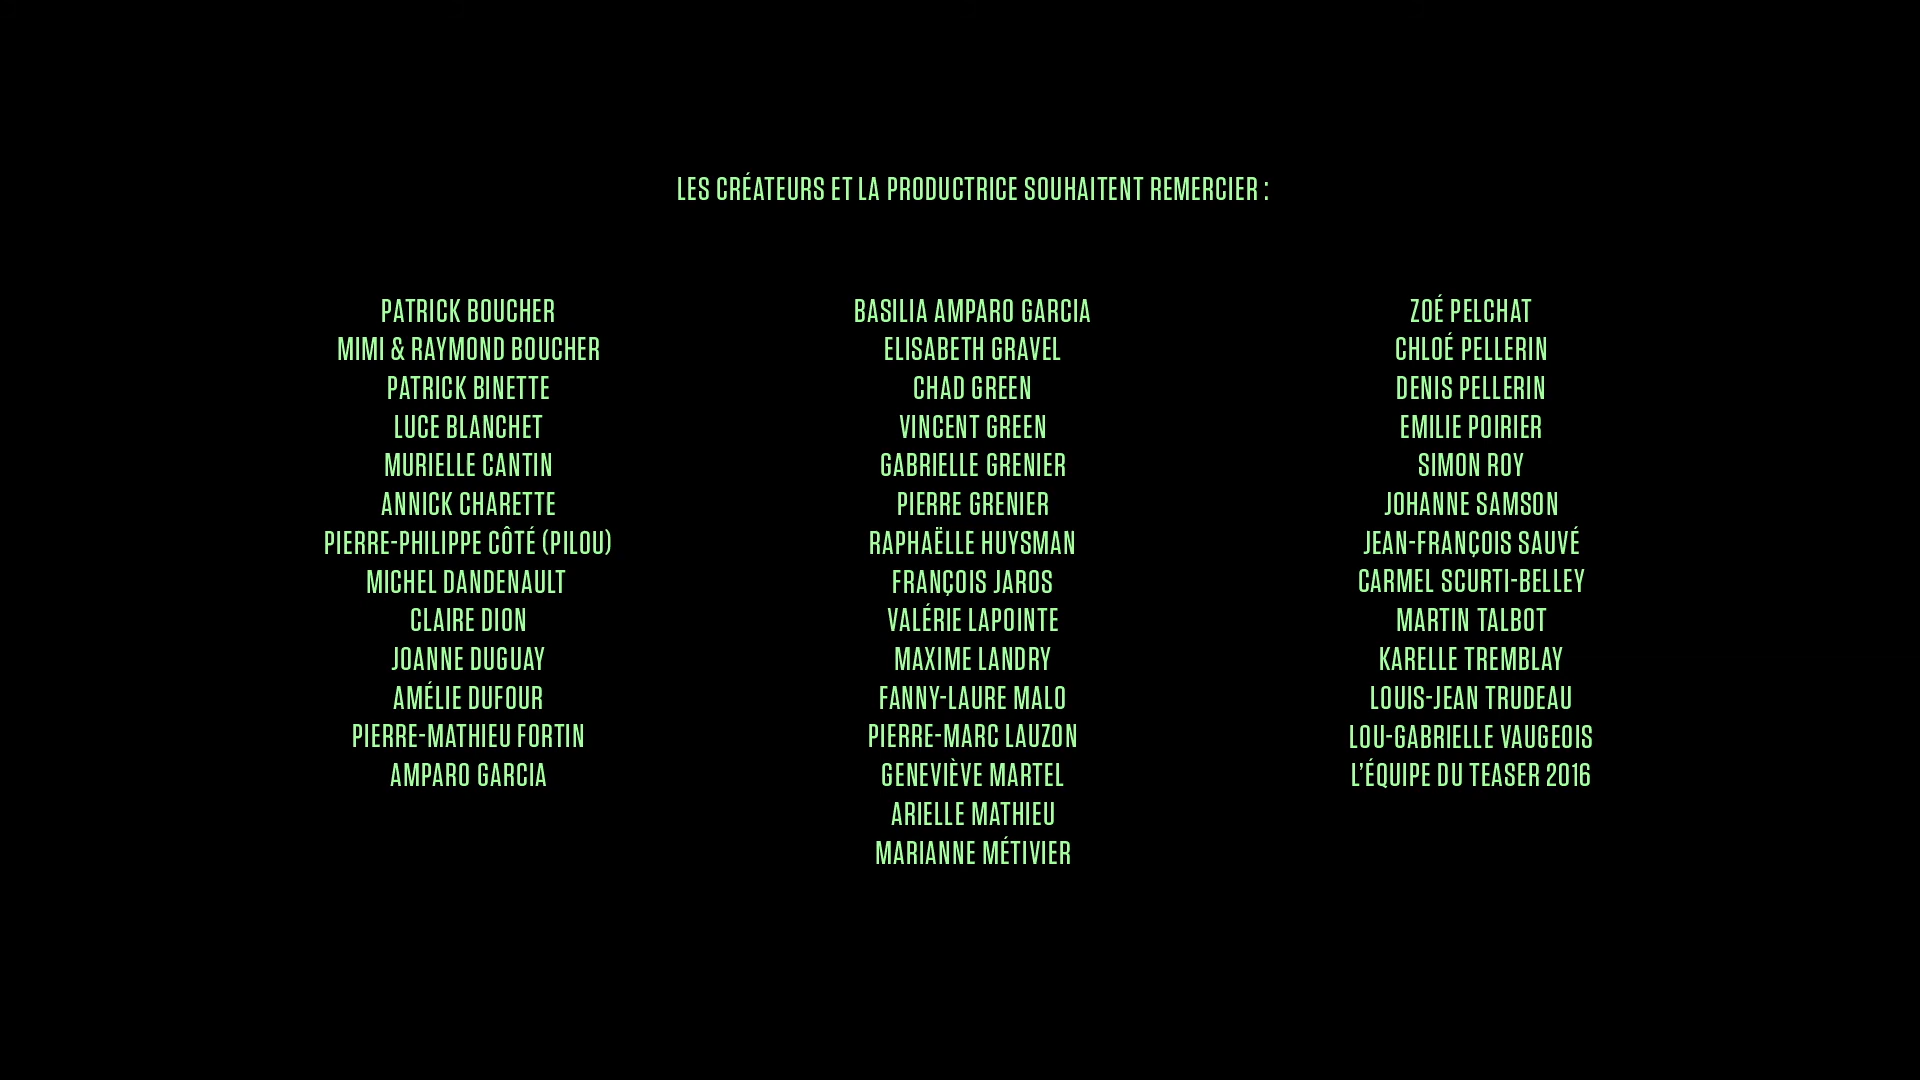 LES CRÉATEURS ET LA PRODUCTRICE SOUHAITENT REMERCIER :
PATRICK BOUCHER
MIMI & RAYMOND BOUCHER
PATRICK BINETTE
LUCE BLANCHET
MURIELLE CANTIN
ANNICK CHARETTE
PIERRE-PHILIPPE CÔTÉ (PILOU)
MICHEL DANDENAULT
CLAIRE DION
JOANNE DUGUAY
AMÉLIE DUFOUR
PIERRE-MATHIEU FORTIN
AMPARO GARCIA
BASILIA AMPARO GARCIA
ELISABETH GRAVEL
CHAD GREEN
VINCENT GREEN
GABRIELLE GRENIER
PIERRE GRENIER
RAPHAËLLE HUYSMAN
FRANÇOIS JAROS
VALÉRIE LAPOINTE
MAXIME LANDRY
FANNY-LAURE MALO
PIERRE-MARC LAUZON
GENEVIÈVE MARTEL
ARIELLE MATHIEU
MARIANNE MÉTIVIER
ZOÉ PELCHAT
CHLOÉ PELLERIN
DENIS PELLERIN
EMILIE POIRIER
SIMON ROY
JOHANNE SAMSON
JEAN-FRANÇOIS SAUVÉ
CARMEL SCURTI-BELLEY
MARTIN TALBOT
KARELLE TREMBLAY
LOUIS-JEAN TRUDEAU
LOU-GABRIELLE VAUGEOIS
L’ÉQUIPE DU TEASER 2016